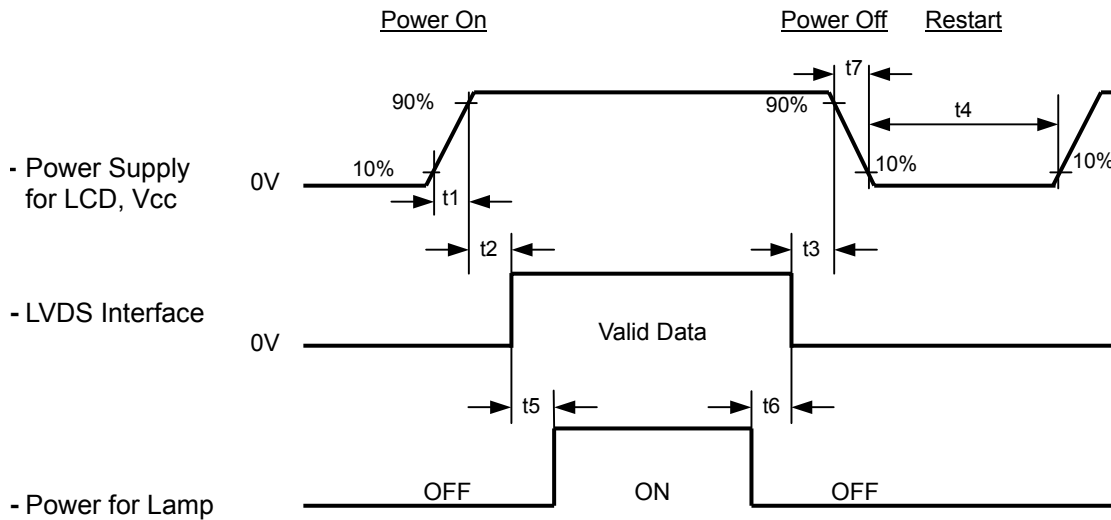 Power On
Power Off
Restart
t7
90%
90%
t4
- Power Supply
for LCD, Vcc
0V
10%
10%
10%
t1
t2
t3
- LVDS Interface
0V
Valid Data
t5
t6
- Power for Lamp
OFF
ON
OFF